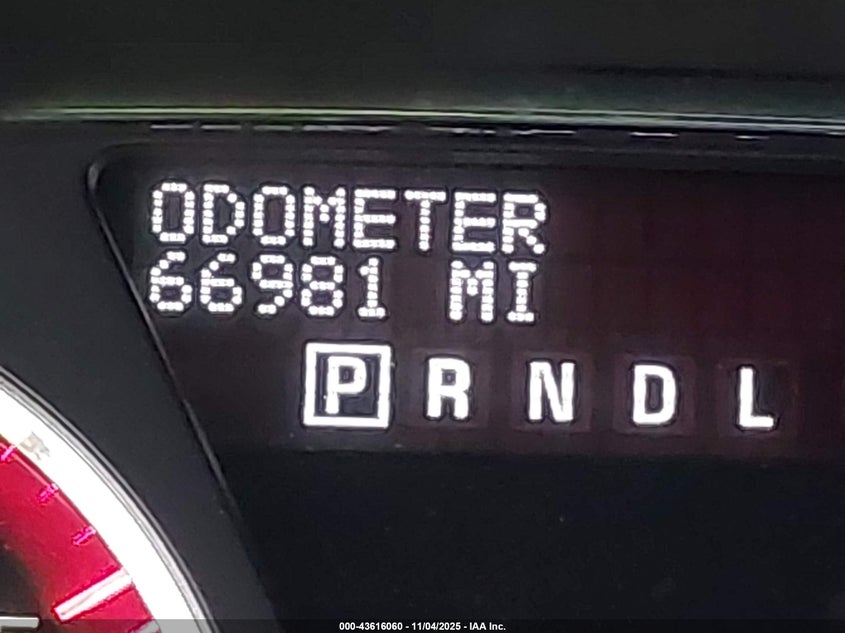 ODOMETER
66981 MI
P R N D L
000-43616060 - 11/04/2025 - IAA Inc.